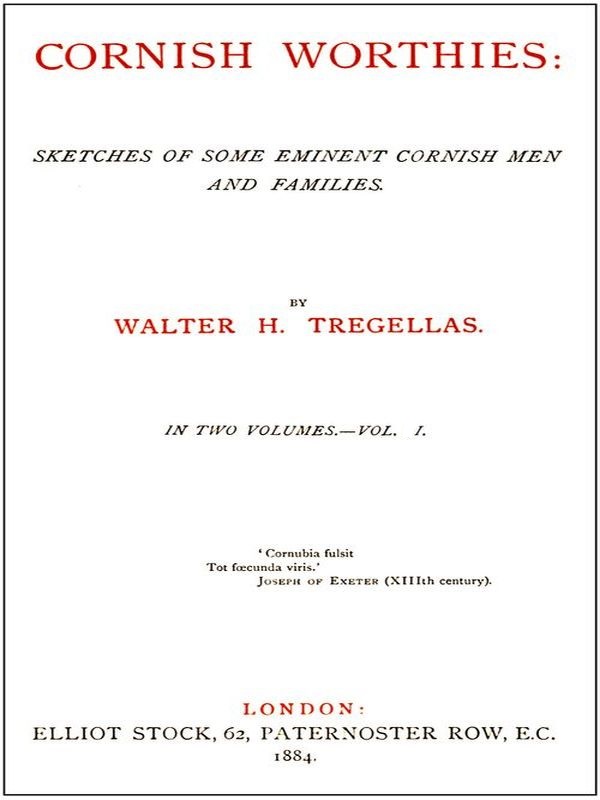 CORNISH WORTHIES:
SKETCHES OF SOME EMINENT CORNISH MEN
AND FAMILIES.
BY
WALTER H. TREGELLAS.
IN TWO VOLUMES.—VOL. I.
‘Cornubia fulsit
Tot fœcunda viris.’
JOSEPH OF EXETER (XIIIth century).
LONDON:
ELLIOT STOCK, 62, PATERNOSTER ROW, E.C.
1884.